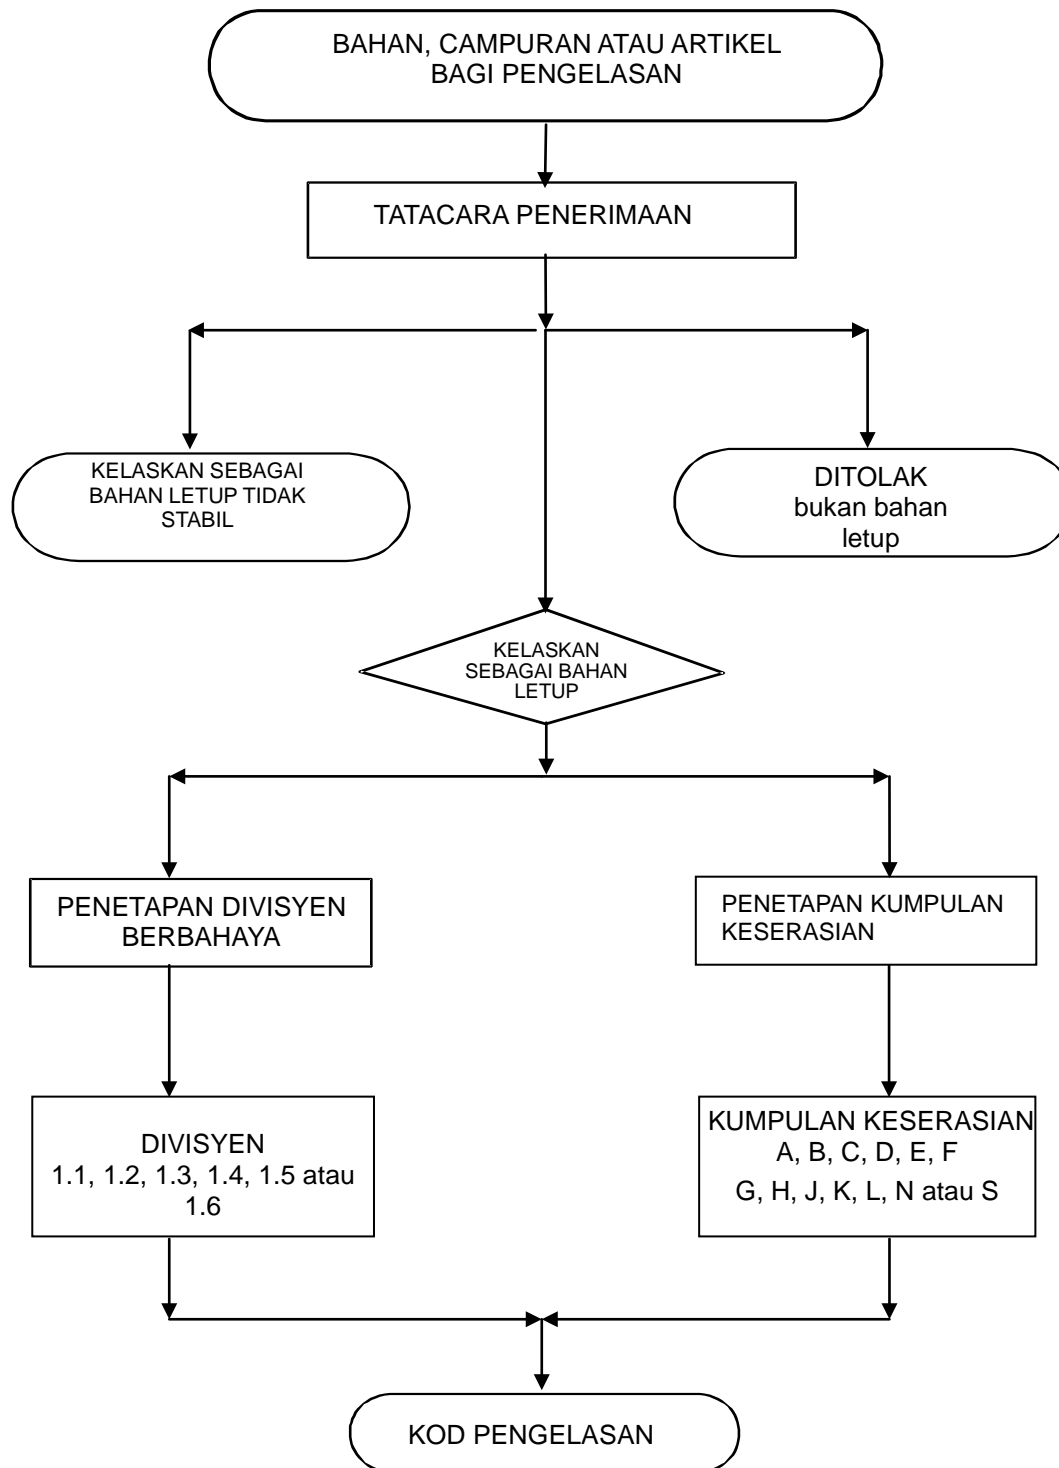 BAHAN, CAMPURAN ATAU ARTIKEL
BAGI PENGELASAN
TATACARA PENERIMAAN
KELASKAN SEBAGAI
BAHAN LETUP TIDAK
STABIL
DITOLAK
bukan bahan
letup
KELASKAN
SEBAGAI BAHAN
LETUP
PENETAPAN DIVISYEN
BERBAHAYA
PENETAPAN KUMPULAN
KESERASIAN
DIVISYEN
1.1, 1.2, 1.3, 1.4, 1.5 atau
1.6
KUMPULAN KESERASIAN
A, B, C, D, E, F
G, H, J, K, L, N atau S
KOD PENGELASAN